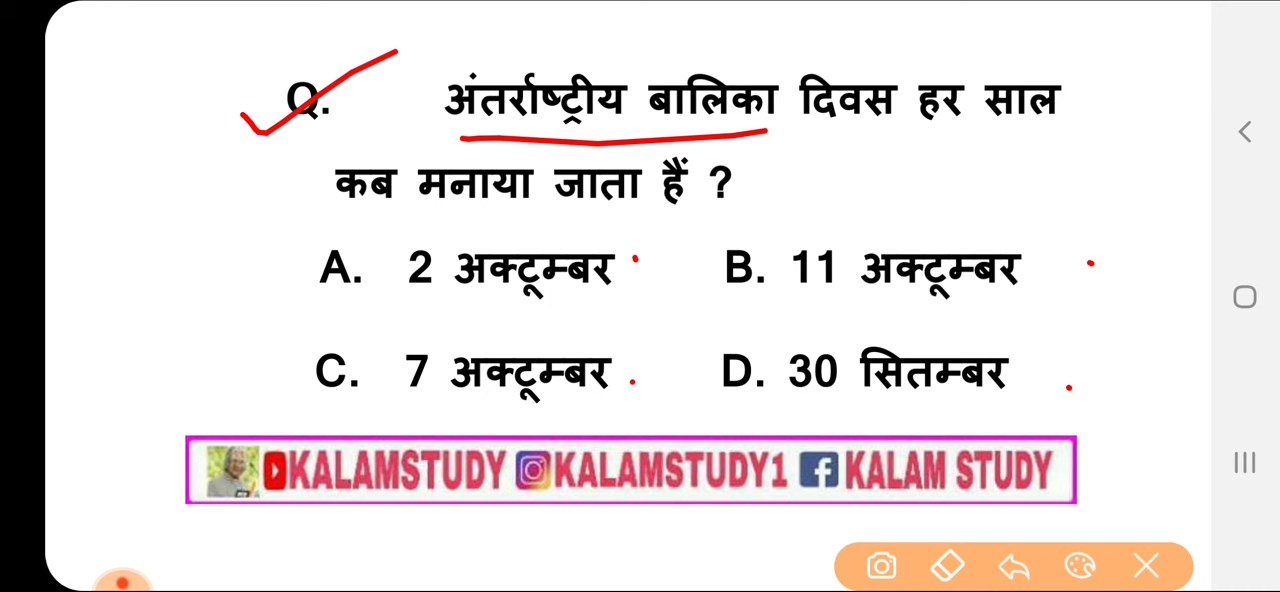 Q. अंतर्राष्ट्रीय बालिका दिवस हर साल
कब मनाया जाता हैं ?
A. 2 अक्टूम्बर B. 11 अक्टूम्बर
C. 7 अक्टूम्बर D. 30 सितम्बर
KALAMSTUDY KALAMSTUDY1 KALAM STUDY